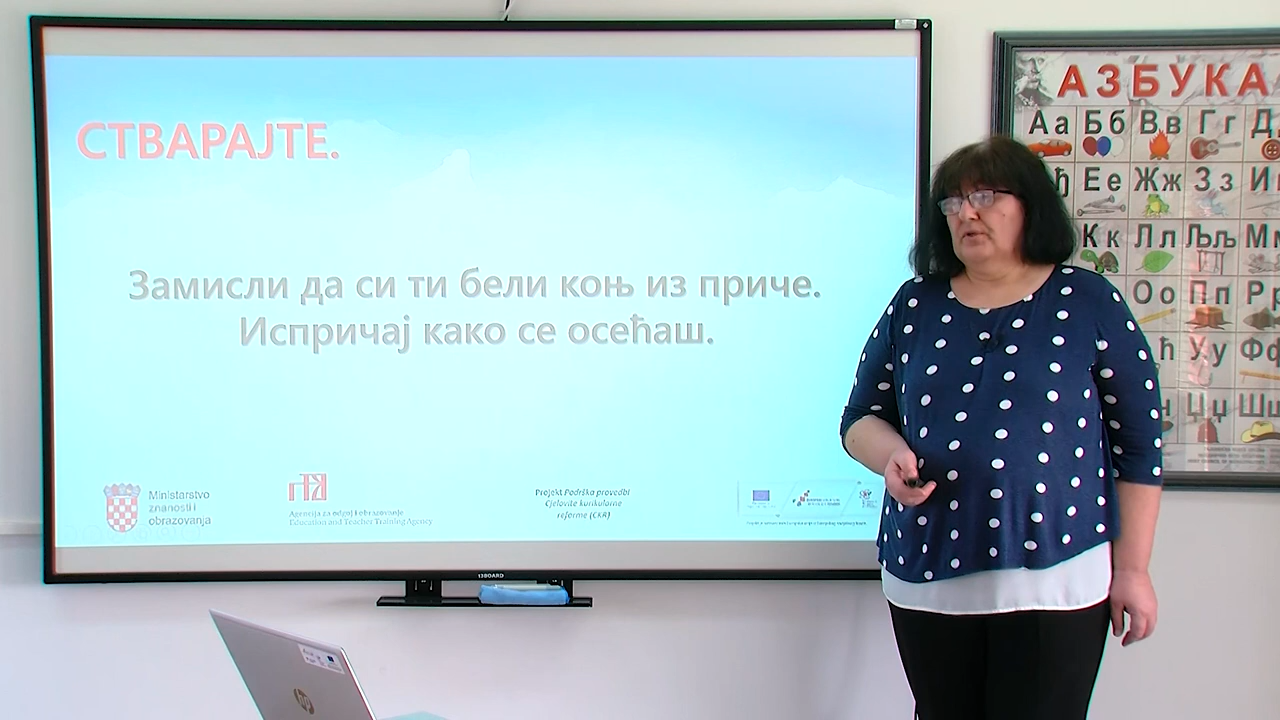 СТВАРАЈТЕ.
Замисли да си ти бели коњ из приче.
Испричај како се осећаш.
Ministarstvo
znanosti i
obrazovanja
Agencija za odgoj i obrazovanje
Education and Teacher Training Agency
Projekt Podrška provedbi
Cjelovite kurikularne
reforme (CKR)
hp
АЗБУКА
Аа Бб Вв Гг Д
ђ Ее Жж Зз И
Кк Лл Љљ М
Оо Пп Р
ћ Уу Фф
Џџ Ш